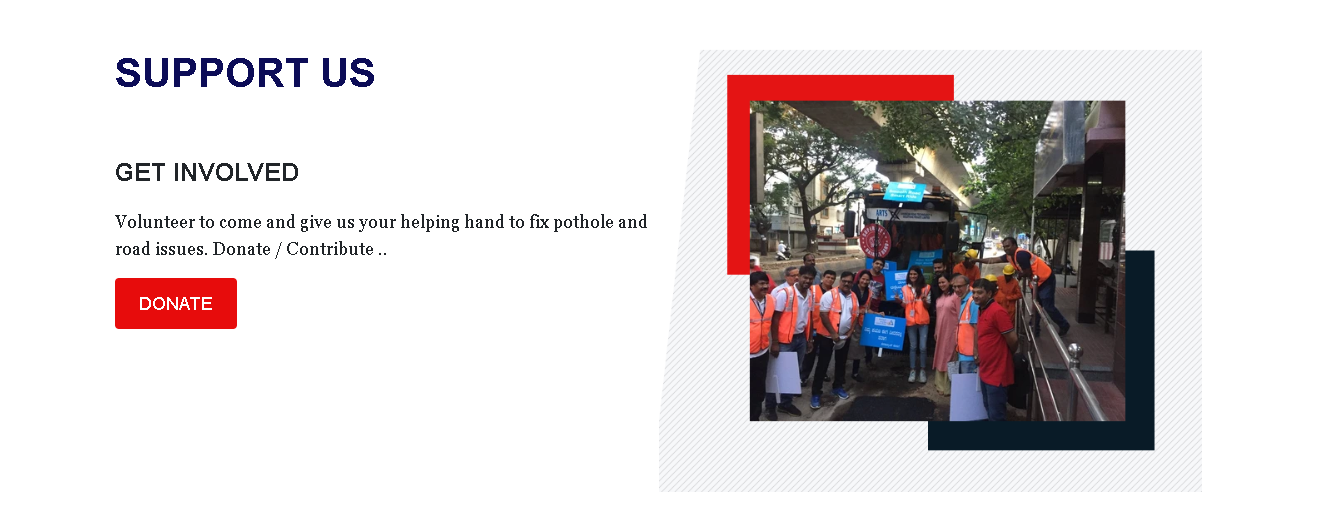 SUPPORT US
GET INVOLVED
Volunteer to come and give us your helping hand to fix pothole and
road issues. Donate / Contribute ..
DONATE